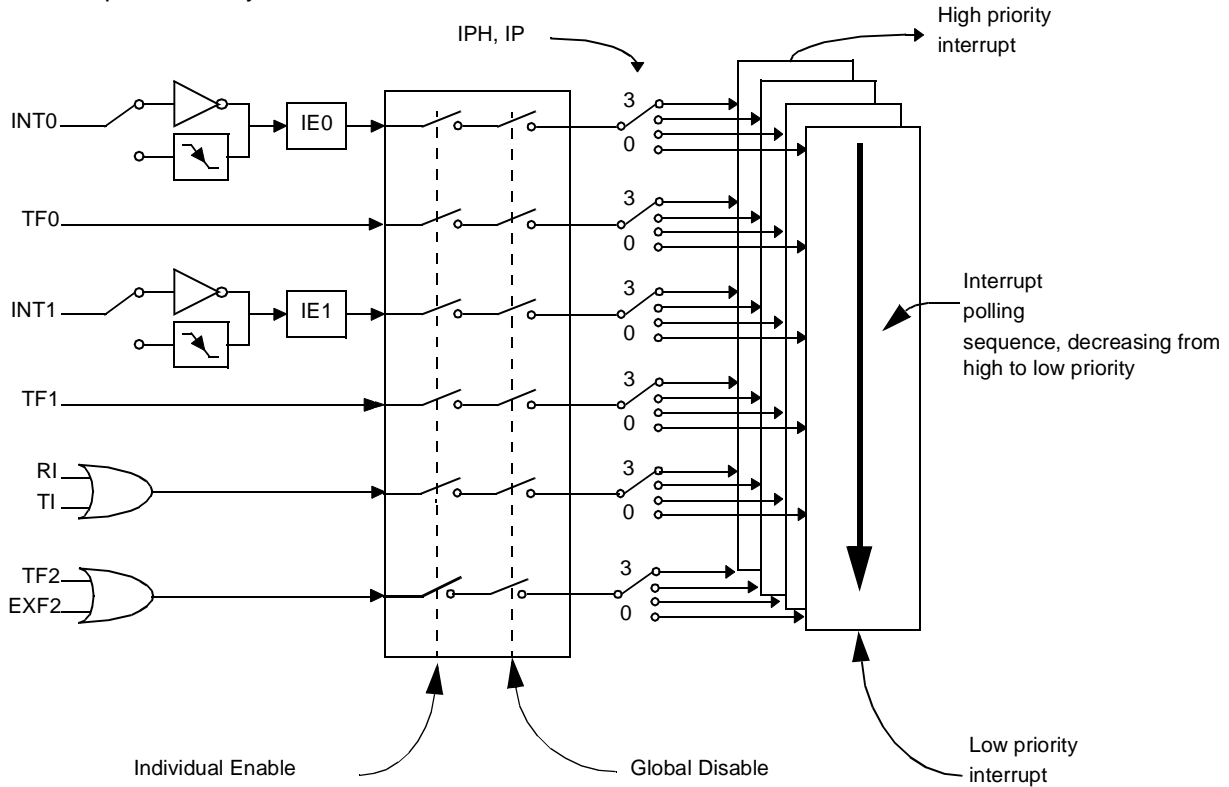 High priority
interrupt
IPH, IP
INT0
IE0
3
0
TF0
3
0
INT1
IE1
3
0
Interrupt
polling
sequence, decreasing from
high to low priority
TF1
3
0
RI
TI
3
0
TF2
EXF2
3
0
Individual Enable
Global Disable
Low priority
interrupt